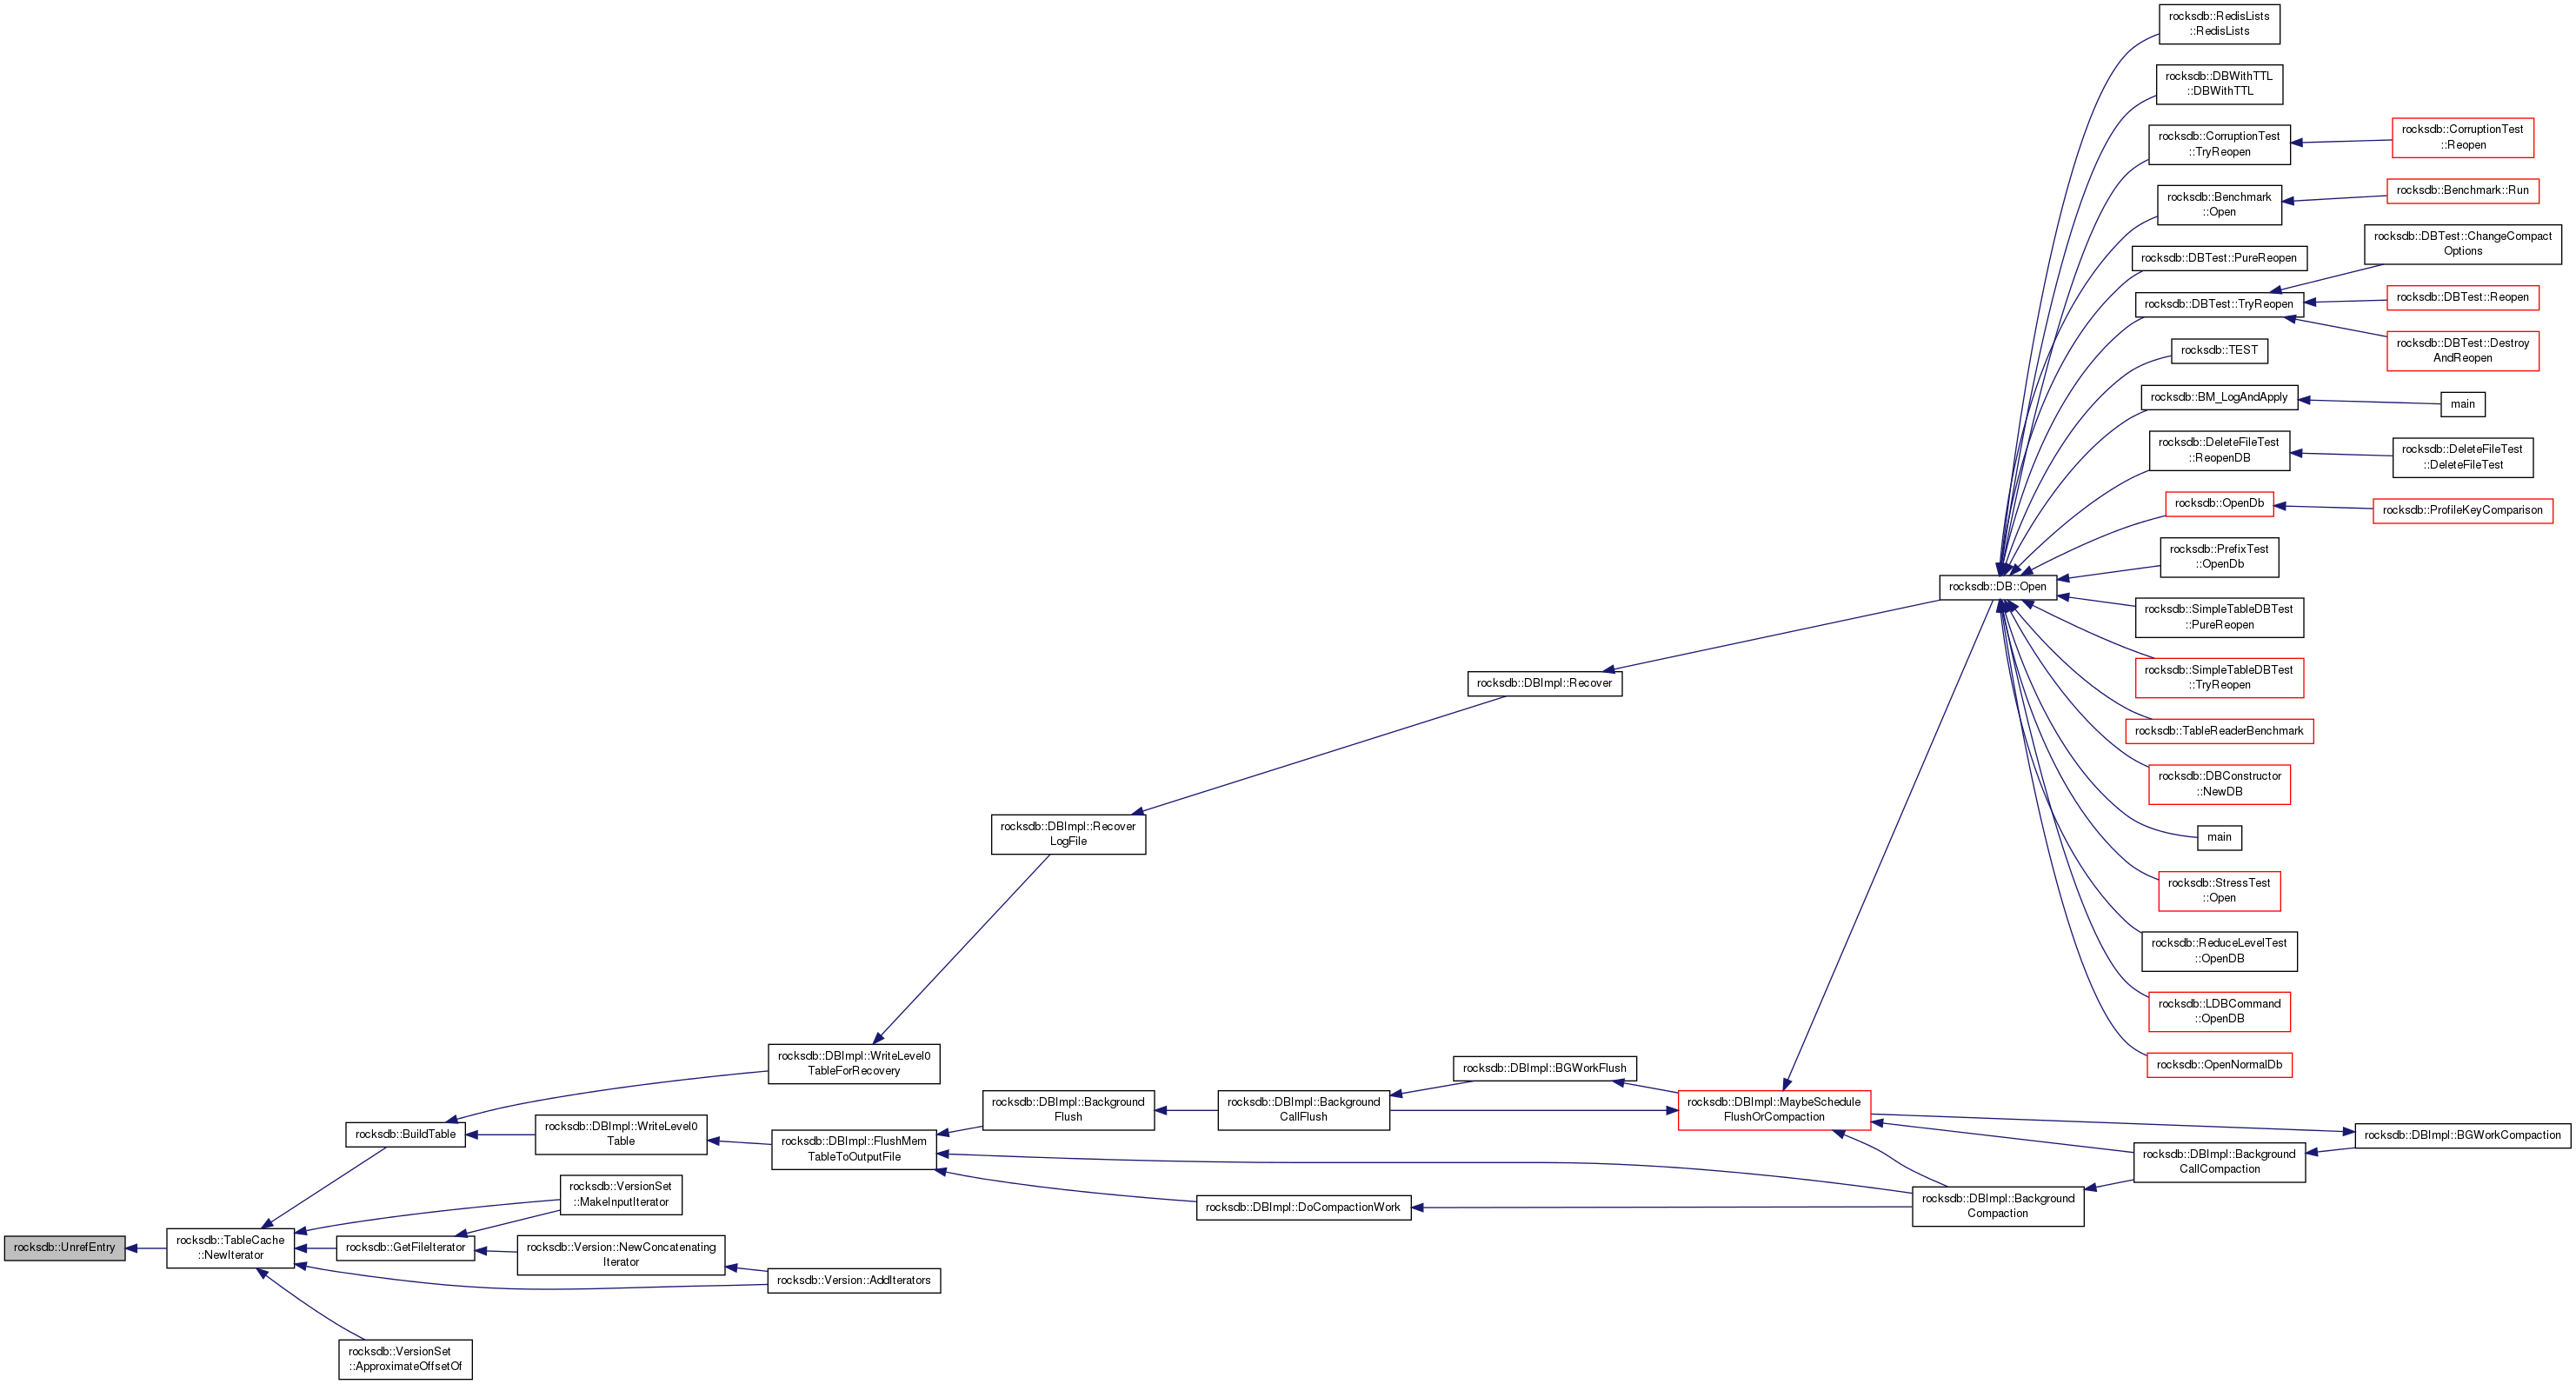 rocksdb::RedisLists
::RedisLists
rocksdb::DBWithTTL
::DBWithTTL
rocksdb::CorruptionTest
::TryReopen
rocksdb::CorruptionTest
::Reopen
rocksdb::Benchmark
::Open
rocksdb::Benchmark::Run
rocksdb::DBTest::ChangeCompact
Options
rocksdb::DBTest::PureReopen
rocksdb::DBTest::TryReopen
rocksdb::DBTest::Reopen
rocksdb::DBTest::Destroy
AndReopen
rocksdb::TEST
rocksdb::BM_LogAndApply
main
rocksdb::DeleteFileTest
::ReopenDB
rocksdb::DeleteFileTest
::DeleteFileTest
rocksdb::OpenDb
rocksdb::ProfileKeyComparison
rocksdb::PrefixTest
::OpenDb
rocksdb::DB::Open
rocksdb::SimpleTableDBTest
::PureReopen
rocksdb::SimpleTableDBTest
::TryReopen
rocksdb::DBImpl::Recover
rocksdb::TableReaderBenchmark
rocksdb::DBConstructor
::NewDB
rocksdb::DBImpl::Recover
LogFile
main
rocksdb::StressTest
::Open
rocksdb::ReduceLevelTest
::OpenDB
rocksdb::LDBCommand
::OpenDB
rocksdb::OpenNormalDb
rocksdb::DBImpl::WriteLevel0
TableForRecovery
rocksdb::DBImpl::BGWorkFlush
rocksdb::DBImpl::Background
Flush
rocksdb::DBImpl::Background
CallFlush
rocksdb::DBImpl::MaybeSchedule
FlushOrCompaction
rocksdb::BuildTable
rocksdb::DBImpl::WriteLevel0
Table
rocksdb::DBImpl::FlushMem
TableToOutputFile
rocksdb::DBImpl::BGWorkCompaction
rocksdb::DBImpl::Background
CallCompaction
rocksdb::VersionSet
::MakeInputIterator
rocksdb::DBImpl::DoCompactionWork
rocksdb::DBImpl::Background
Compaction
rocksdb::UnrefEntry
rocksdb::TableCache
::NewIterator
rocksdb::GetFileIterator
rocksdb::Version::NewConcatenating
Iterator
rocksdb::Version::AddIterators
rocksdb::VersionSet
::ApproximateOffsetOf